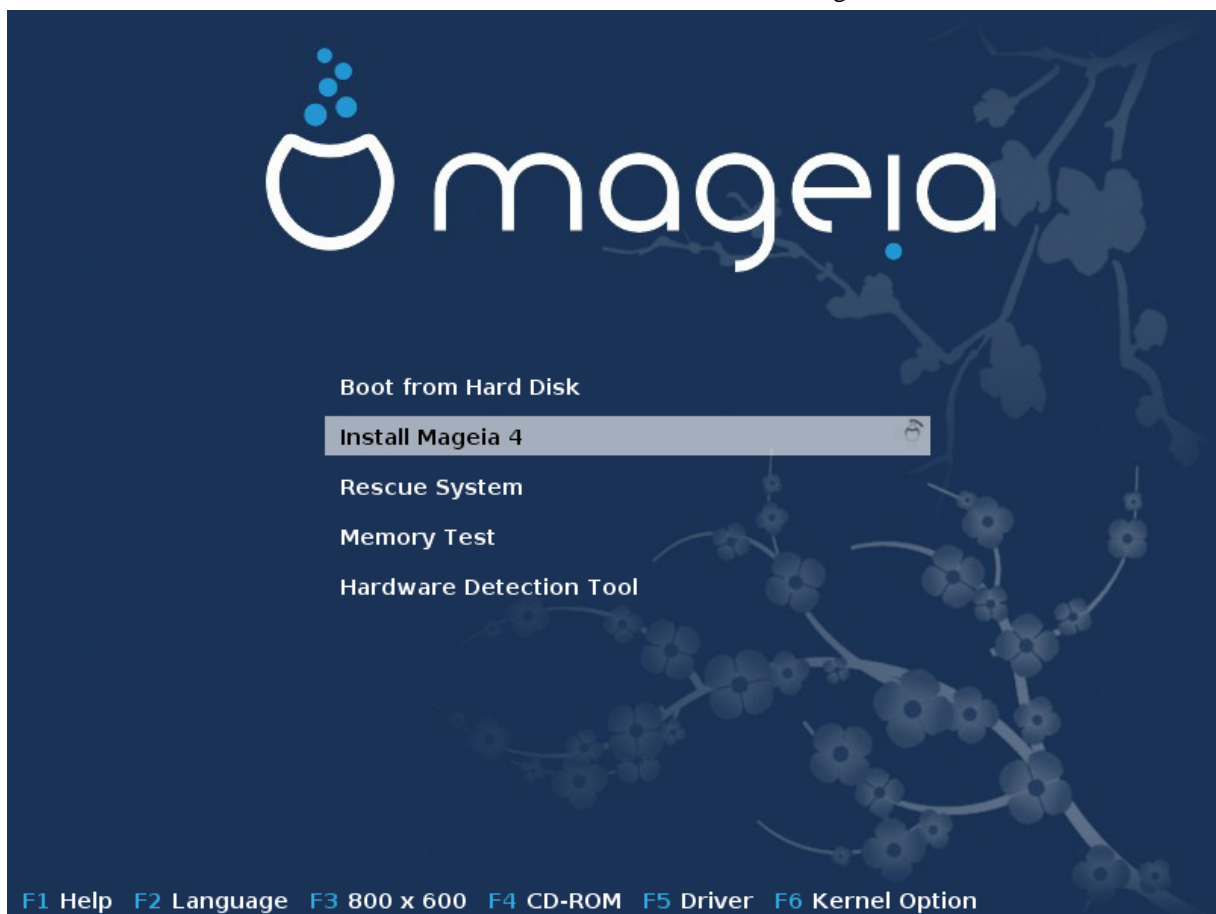 mageia
Boot from Hard Disk
Install Mageia 4
Rescue System
Memory Test
Hardware Detection Tool
F1 Help F2 Language F3 800 x 600 F4 CD-ROM F5 Driver F6 Kernel Option